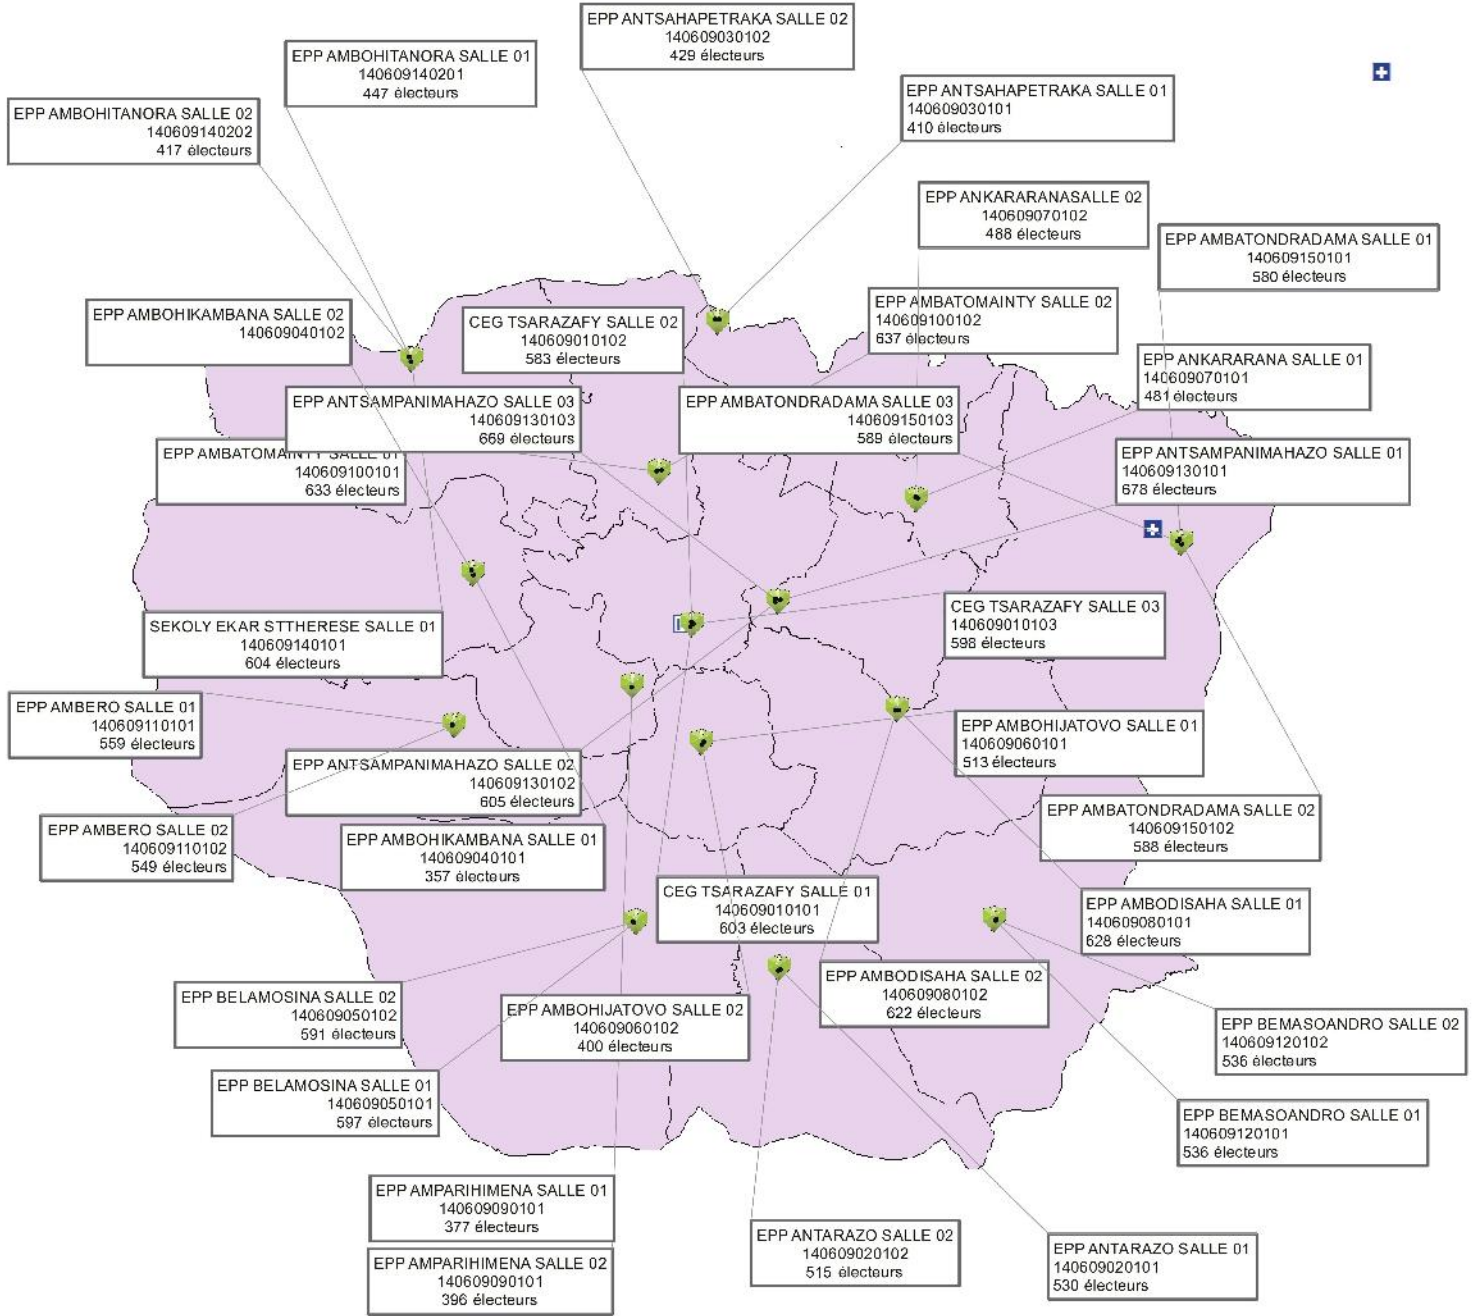 EPP ANTSAHAPETRAKA SALLE 02
140609030102
429 électeurs
EPP AMBOHITANORA SALLE 01
140609140201
447 électeurs
EPP ANTSAHAPETRAKA SALLE 01
140609030101
410 électeurs
EPP AMBOHITANORA SALLE 02
140609140202
417 électeurs
EPP ANKARARANASALLE 02
140609070102
488 électeurs
EPP AMBATONDRADAMA SALLE 01
140609150101
580 électeurs
EPP AMBOHIKAMBANA SALLE 02
140609040102
CEG TSARAZAFY SALLE 02
140609010102
583 électeurs
EPP AMBATOMAINTY SALLE 02
140609100102
637 électeurs
EPP ANKARARANA SALLE 01
140609070101
481 électeurs
EPP ANTSAMPANIMAHAZO SALLE 03
140609130103
669 électeurs
EPP AMBATONDRADAMA SALLE 03
140609150103
589 électeurs
EPP AMBATOMAINTY SALLE 01
140609100101
633 électeurs
EPP ANTSAMPANIMAHAZO SALLE 01
140609130101
678 électeurs
CEG TSARAZAFY SALLE 03
140609010103
598 électeurs
SEKOLY EKAR STTHERESE SALLE 01
140609140101
604 électeurs
EPP AMBERO SALLE 01
140609110101
559 électeurs
EPP AMBOHIJATOVO SALLE 01
140609060101
513 électeurs
EPP ANTSAMPANIMAHAZO SALLE 02
140609130102
605 électeurs
EPP AMBATONDRADAMA SALLE 02
140609150102
588 électeurs
EPP AMBERO SALLE 02
140609110102
549 électeurs
EPP AMBOHIKAMBANA SALLE 01
140609040101
357 électeurs
CEG TSARAZAFY SALLE 01
140609010101
603 électeurs
EPP AMBODISAHA SALLE 01
140609080101
628 électeurs
EPP AMBODISAHA SALLE 02
140609080102
622 électeurs
EPP BELAMOSINA SALLE 02
140609050102
591 électeurs
EPP AMBOHIJATOVO SALLE 02
140609060102
400 électeurs
EPP BEMASOANDRO SALLE 02
140609120102
536 électeurs
EPP BELAMOSINA SALLE 01
140609050101
597 électeurs
EPP BEMASOANDRO SALLE 01
140609120101
536 électeurs
EPP AMPARIHIMENA SALLE 01
140609090101
377 électeurs
EPP ANTARAZO SALLE 02
140609020102
515 électeurs
EPP ANTARAZO SALLE 01
140609020101
530 électeurs
EPP AMPARIHIMENA SALLE 02
140609090101
396 électeurs